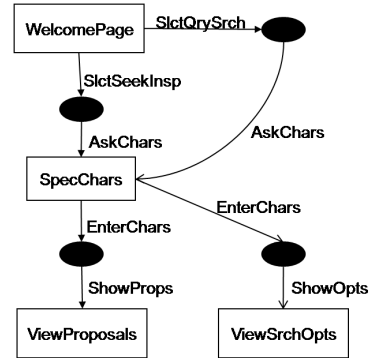 WelcomePage
SlctQrySrch
SlctSeekInsp
AskChars
AskChars
SpecChars
EnterChars
EnterChars
ShowProps
ShowOpts
ViewProposals
ViewSrchOpts